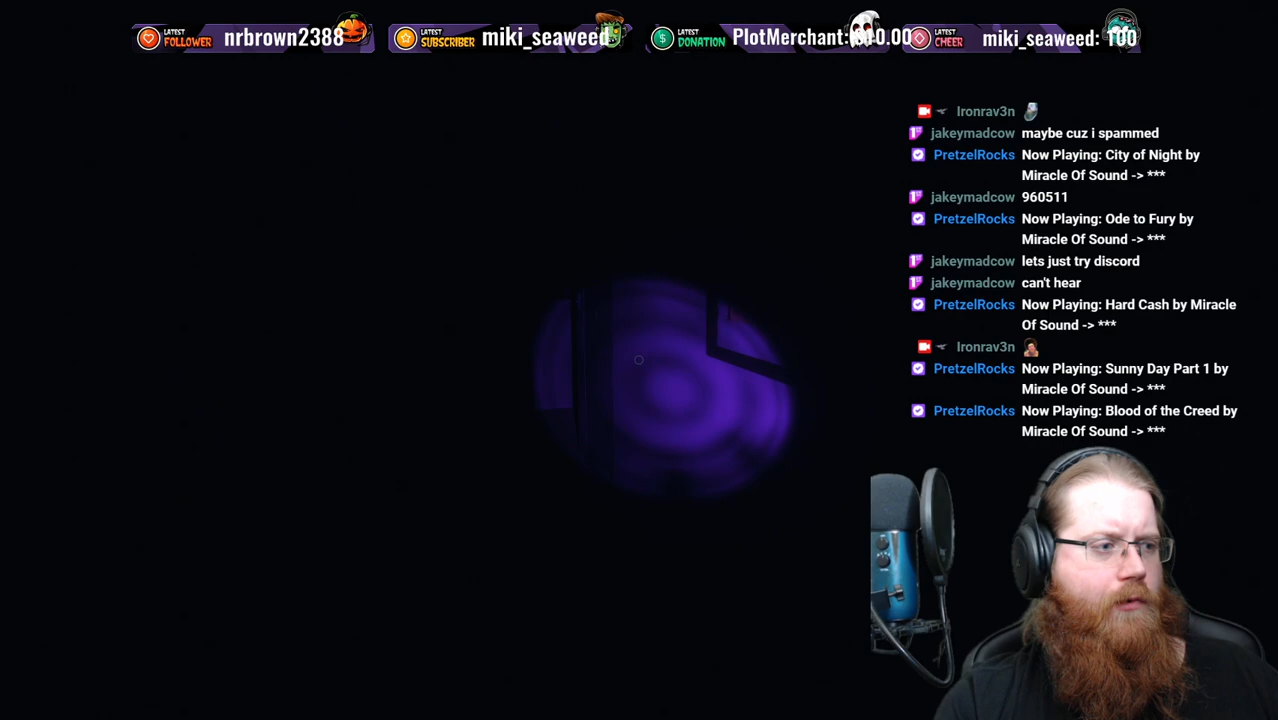 LATEST FOLLOWER nrbrown2388 LATEST SUBSCRIBER miki_seaweed LATEST DONATION PlotMerchant: $10.00 LATEST CHEER miki_seaweed: 100
Ironrav3n
jakeymadcow maybe cuz i spammed
PretzelRocks Now Playing: City of Night by
Miracle Of Sound -> ***
jakeymadcow 960511
PretzelRocks Now Playing: Ode to Fury by
Miracle Of Sound -> ***
jakeymadcow lets just try discord
jakeymadcow can't hear
PretzelRocks Now Playing: Hard Cash by Miracle
Of Sound -> ***
Ironrav3n
PretzelRocks Now Playing: Sunny Day Part 1 by
Miracle Of Sound -> ***
PretzelRocks Now Playing: Blood of the Creed by
Miracle Of Sound -> ***